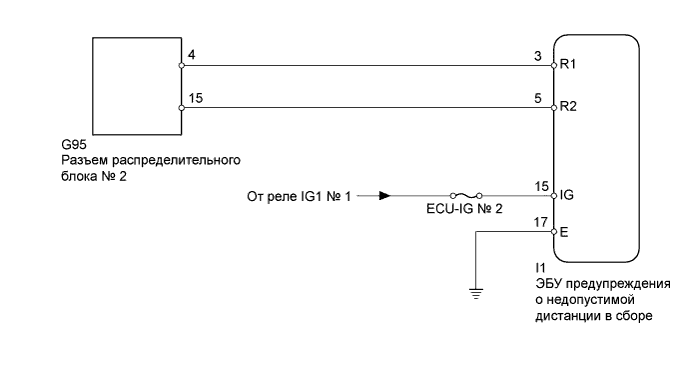 4
3
R1
15
5
R2
G95
Разъем распределительного
блока № 2
От реле IG1 № 1
ECU-IG № 2
15
IG
17
E
I1
ЭБУ предупреждения
о недопустимой
дистанции в сборе